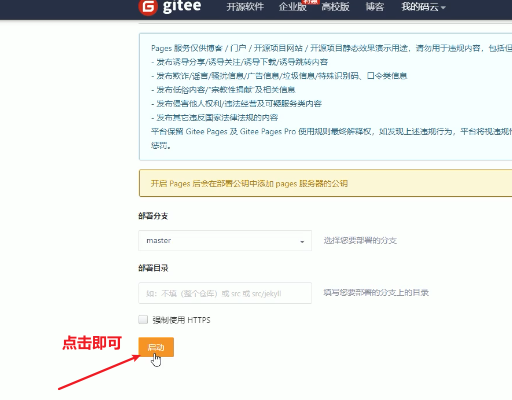 gitee 开源软件 企业版 特惠 高校版 博客 我的码云
Pages 服务仅供博客 / 门户 / 开源项目网站 / 开源项目静态效果演示用途，请勿用于违规内容，包括但
- 发布诱导分享/诱导关注/诱导下载/诱导跳转内容
- 发布欺诈/谣言/骚扰信息/广告信息/垃圾信息/特殊识别码、口令类信息
- 发布低俗内容/"宗教性捐献"及相关信息
- 发布侵害他人权利/违法经营及可疑服务类内容
- 发布其它违反国家法律法规的内容
平台保留 Gitee Pages 及 Gitee Pages Pro 使用规则最终解释权，如发现上述违规行为，平台将视违规性
惩罚。
开启 Pages 后会在部署公钥中添加 pages 服务器的公钥
部署分支
master 选择您要部署的分支
部署目录
如：不填（整个仓库）或 src 或 src/jekyll 填写您要部署的分支上的目录
强制使用 HTTPS
点击即可
启动